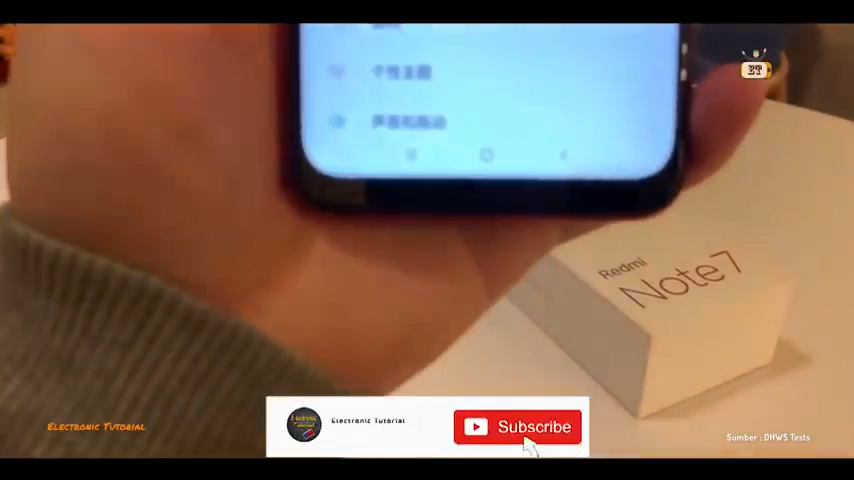 个性主题
声音和振动
ET
Redmi
Note7
ELECTRONIC TUTORIAL
Electronic Tutorial
Subscribe
Sumber : DHWS Tests